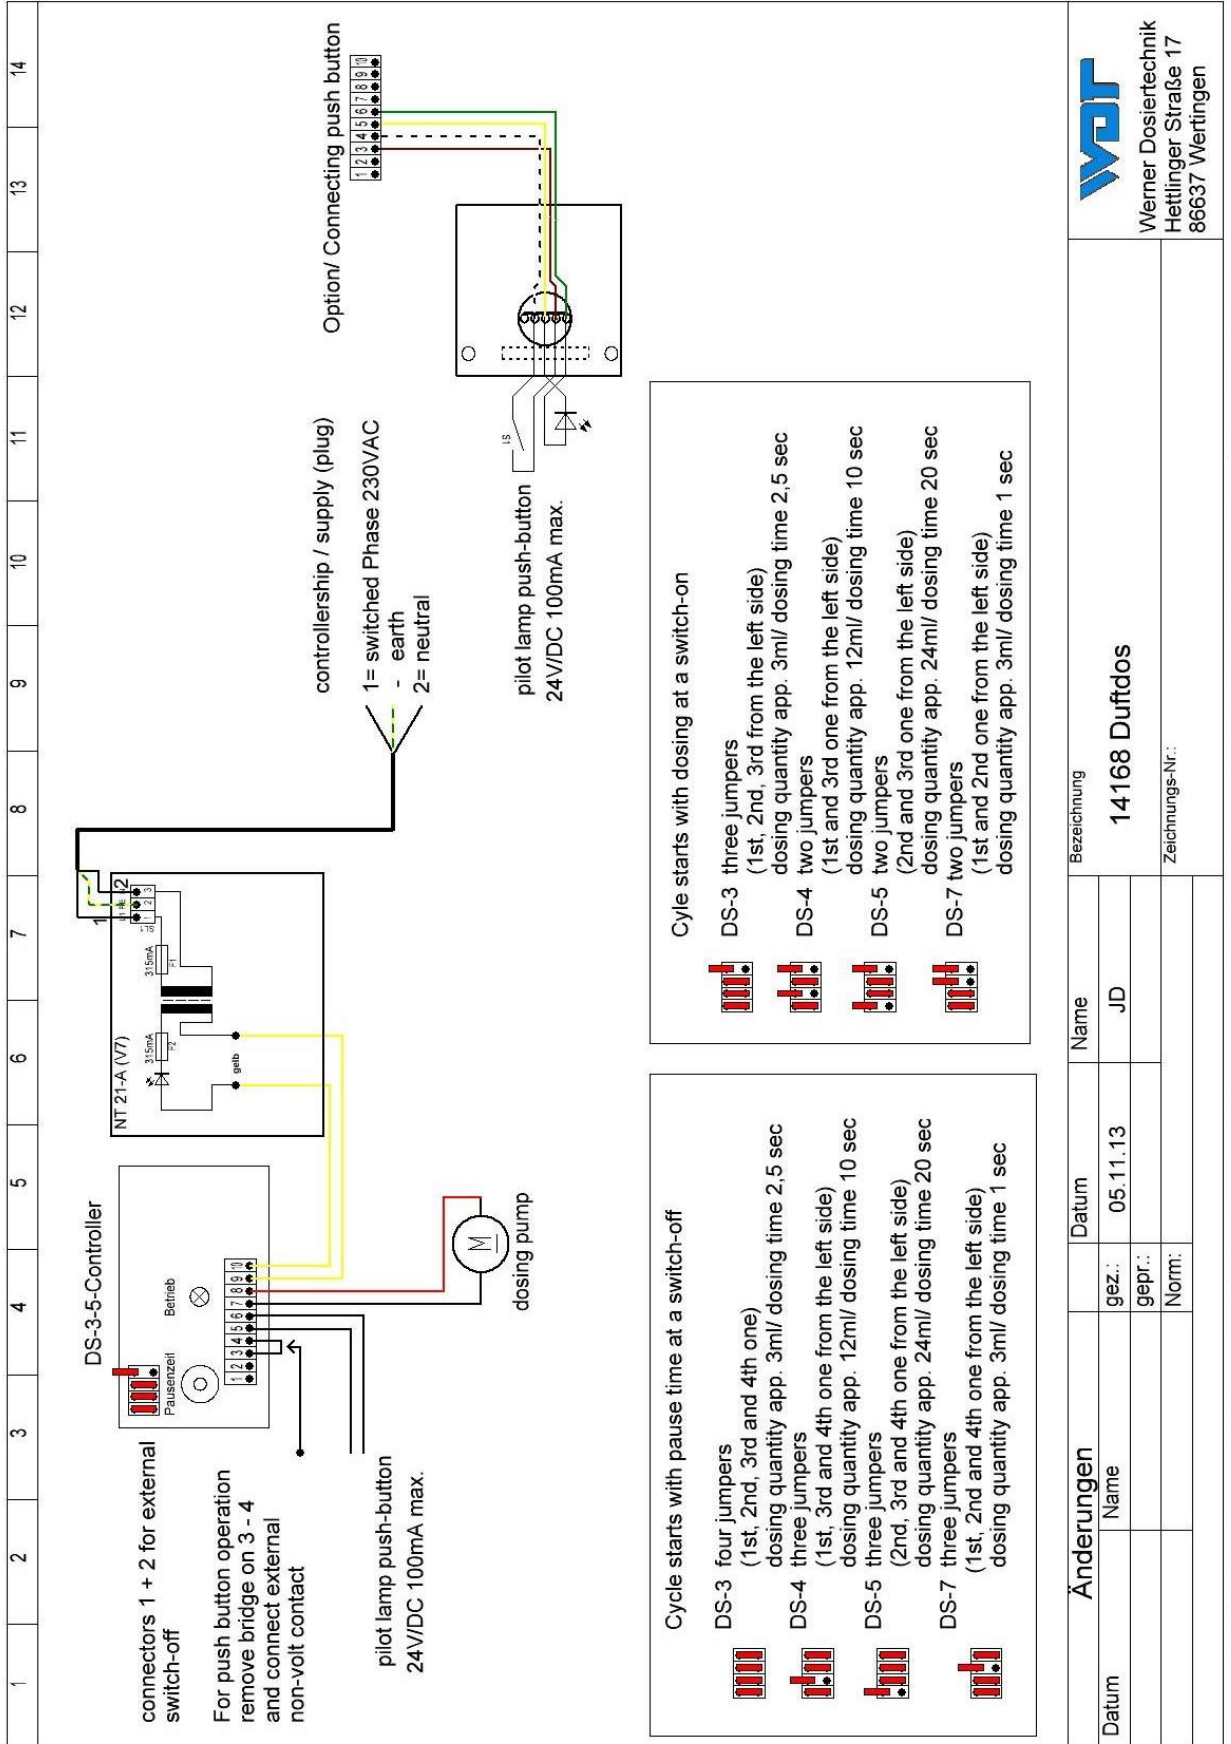 1 2 3 4 5 6 7 8 9 10 11 12 13 14
connectors 1 + 2 for external
switch-off
For push button operation
remove bridge on 3 - 4
and connect external
non-volt contact
pilot lamp push-button
24V/DC 100mA max.
DS-3-5-Controller
Pausenzeit
Betrieb
1 2 3 4 5 6 7 8 9 10
M
dosing pump
NT 21-A (V7)
315mA
F2
315mA
F1
gelb
1
2
L1 PE N
1 2 3
SL1
controllership / supply (plug)
1= switched Phase 230VAC
- earth
2= neutral
Option/ Connecting push button
1 2 3 4 5 6 7 8 9 10
S1
pilot lamp push-button
24V/DC 100mA max.
Cycle starts with pause time at a switch-off
DS-3 four jumpers
(1st, 2nd, 3rd and 4th one)
dosing quantity app. 3ml/ dosing time 2,5 sec
DS-4 three jumpers
(1st, 3rd and 4th one from the left side)
dosing quantity app. 12ml/ dosing time 10 sec
DS-5 three jumpers
(2nd, 3rd and 4th one from the left side)
dosing quantity app. 24ml/ dosing time 20 sec
DS-7 three jumpers
(1st, 2nd and 4th one from the left side)
dosing quantity app. 3ml/ dosing time 1 sec
Cyle starts with dosing at a switch-on
DS-3 three jumpers
(1st, 2nd, 3rd from the left side)
dosing quantity app. 3ml/ dosing time 2,5 sec
DS-4 two jumpers
(1st and 3rd one from the left side)
dosing quantity app. 12ml/ dosing time 10 sec
DS-5 two jumpers
(2nd and 3rd one from the left side)
dosing quantity app. 24ml/ dosing time 20 sec
DS-7 two jumpers
(1st and 2nd one from the left side)
dosing quantity app. 3ml/ dosing time 1 sec
Änderungen
Datum Name
Datum Name
gez.: 05.11.13 JD
gepr.:
Norm:
Bezeichnung
14168 Duftdos
Zeichnungs-Nr.:
WDT
Werner Dosiertechnik
Hettlinger Straße 17
86637 Wertingen